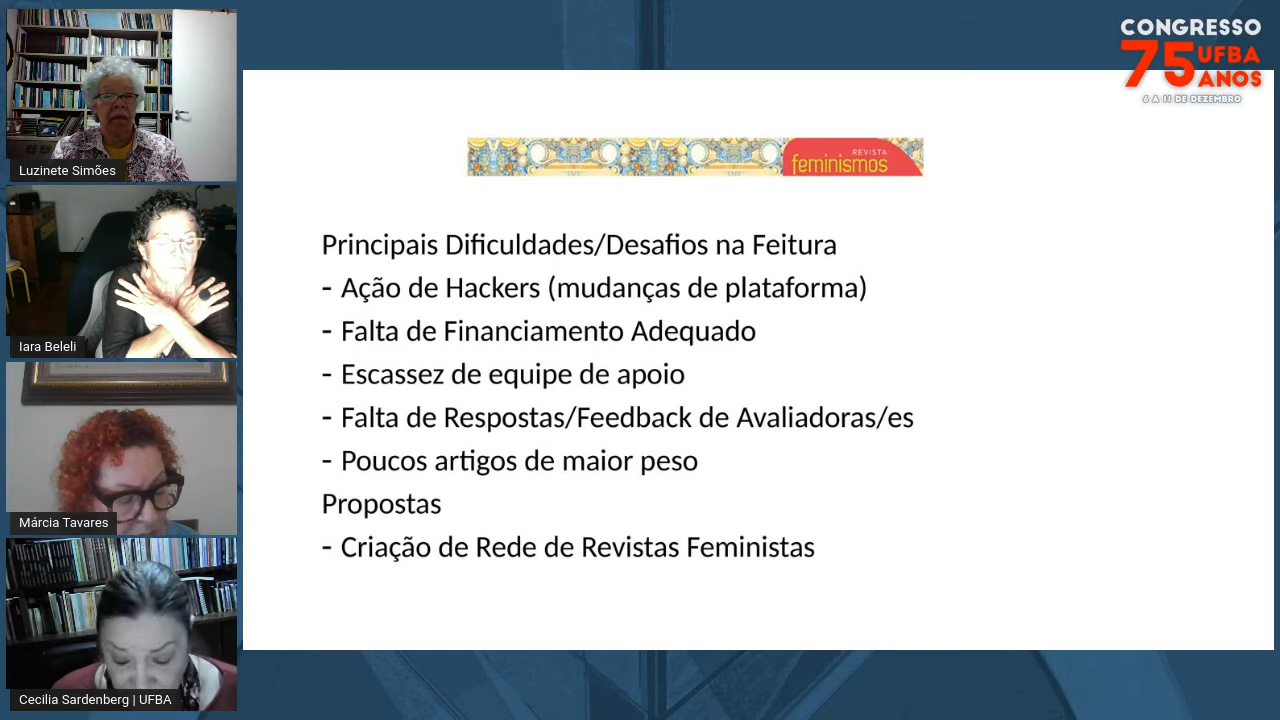 CONGRESSO
75 UFBA
ANOS
6 A 11 DE DEZEMBRO
REVISTA
feminismos
Principais Dificuldades/Desafios na Feitura
- Ação de Hackers (mudanças de plataforma)
- Falta de Financiamento Adequado
- Escassez de equipe de apoio
- Falta de Respostas/Feedback de Avaliadoras/es
- Poucos artigos de maior peso
Propostas
- Criação de Rede de Revistas Feministas
Luzinete Simões
Iara Beleli
Márcia Tavares
Cecilia Sardenberg | UFBA